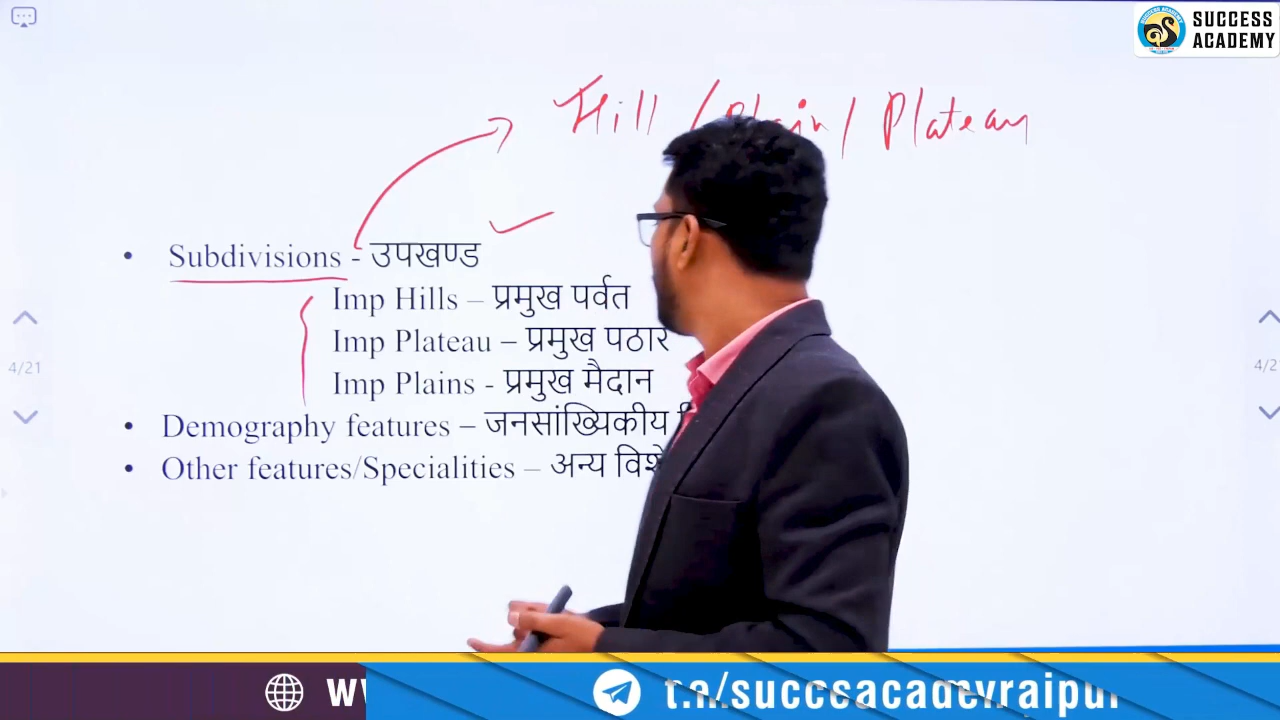 SUCCESS
ACADEMY
Hill / Plain / Plateau
• Subdivisions - उपखण्ड
Imp Hills – प्रमुख पर्वत
Imp Plateau – प्रमुख पठार
4/21
Imp Plains - प्रमुख मैदान
• Demography features – जनसांख्यिकीय
• Other features/Specialities – अन्य